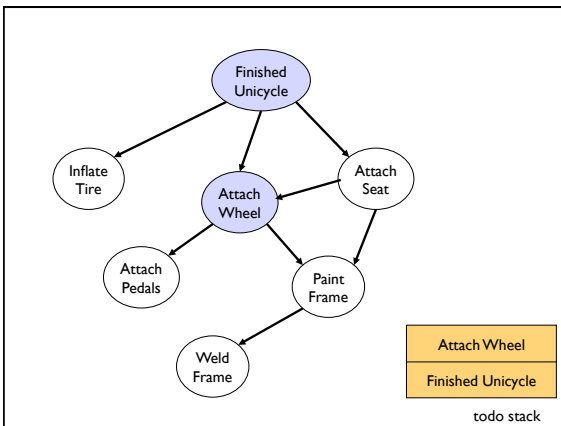 Finished
Unicycle
Inflate
Tire
Attach
Wheel
Attach
Seat
Attach
Pedals
Paint
Frame
Weld
Frame
Attach Wheel
Finished Unicycle
todo stack